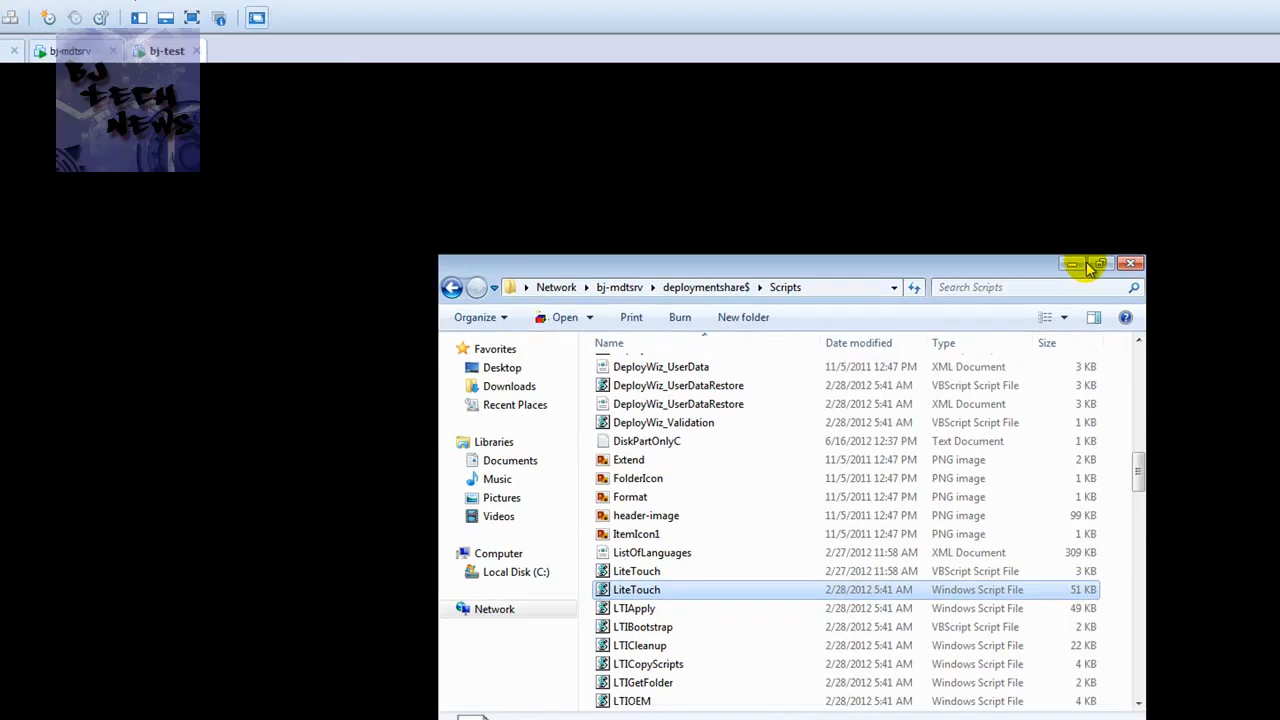 bj-mdtsrv bj-test
BJ
TECH
NEWS
Network bj-mdtsrv deploymentshare$ Scripts Search Scripts
Organize Open Print Burn New folder
Favorites
Desktop
Downloads
Recent Places
Libraries
Documents
Music
Pictures
Videos
Computer
Local Disk (C:)
Network
Name Date modified Type Size
DeployWiz_UserData 11/5/2011 12:47 PM XML Document 3 KB
DeployWiz_UserDataRestore 2/28/2012 5:41 AM VBScript Script File 3 KB
DeployWiz_UserDataRestore 2/28/2012 5:41 AM XML Document 3 KB
DeployWiz_Validation 2/28/2012 5:41 AM VBScript Script File 1 KB
DiskPartOnlyC 6/16/2012 12:37 PM Text Document 1 KB
Extend 11/5/2011 12:47 PM PNG image 2 KB
FolderIcon 11/5/2011 12:47 PM PNG image 1 KB
Format 11/5/2011 12:47 PM PNG image 1 KB
header-image 11/5/2011 12:47 PM PNG image 99 KB
ItemIcon1 11/5/2011 12:47 PM PNG image 1 KB
ListOfLanguages 2/27/2012 11:58 AM XML Document 309 KB
LiteTouch 2/27/2012 11:58 AM VBScript Script File 3 KB
LiteTouch 2/28/2012 5:41 AM Windows Script File 51 KB
LTIApply 2/28/2012 5:41 AM Windows Script File 49 KB
LTIBootstrap 2/28/2012 5:41 AM VBScript Script File 2 KB
LTICleanup 2/28/2012 5:41 AM Windows Script File 22 KB
LTICopyScripts 2/28/2012 5:41 AM Windows Script File 4 KB
LTIGetFolder 2/28/2012 5:41 AM Windows Script File 2 KB
LTIOEM 2/28/2012 5:41 AM Windows Script File 4 KB